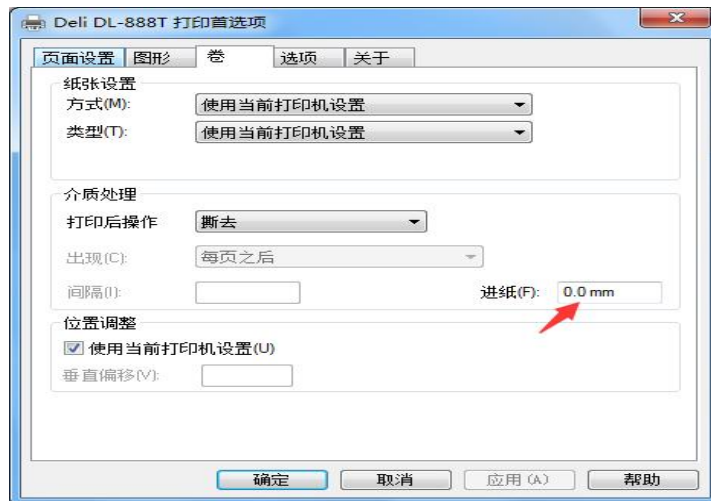 Deli DL-888T 打印首选项
页面设置 图形 卷 选项 关于
纸张设置
方式(M): 使用当前打印机设置
类型(T): 使用当前打印机设置
介质处理
打印后操作 撕去
出现(C): 每页之后
间隔(I): 进纸(F): 0.0 mm
位置调整
使用当前打印机设置(U)
垂直偏移(V):
确定 取消 应用(A) 帮助